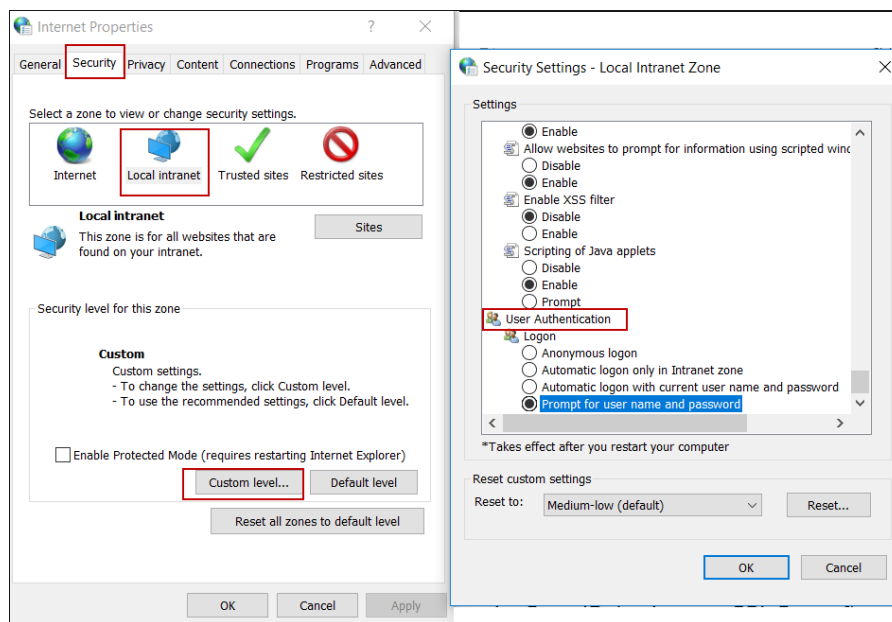 Internet Properties
?
General Security Privacy Content Connections Programs Advanced
Select a zone to view or change security settings.
Internet Local intranet Trusted sites Restricted sites
Local intranet
This zone is for all websites that are
found on your intranet.
Sites
Security level for this zone
Custom
Custom settings.
- To change the settings, click Custom level.
- To use the recommended settings, click Default level.
Enable Protected Mode (requires restarting Internet Explorer)
Custom level... Default level
Reset all zones to default level
OK Cancel Apply
Security Settings - Local Intranet Zone
Settings
Enable
Allow websites to prompt for information using scripted
Disable
Enable
Enable XSS filter
Disable
Enable
Scripting of Java applets
Disable
Enable
Prompt
User Authentication
Logon
Anonymous logon
Automatic logon only in Intranet zone
Automatic logon with current user name and password
Prompt for user name and password
*Takes effect after you restart your computer
Reset custom settings
Reset to: Medium-low (default) Reset...
OK Cancel